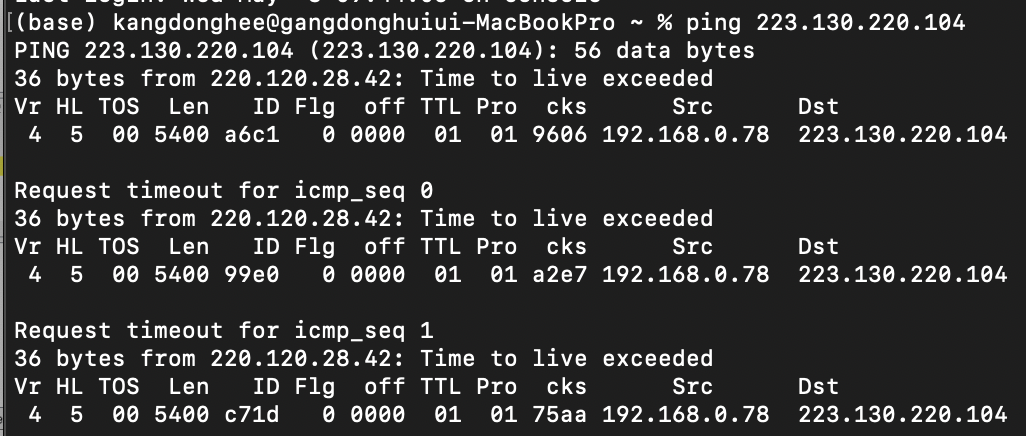 [(base) kangdonghee@gangdonghuiui-MacBookPro ~ % ping 223.130.220.104
PING 223.130.220.104 (223.130.220.104): 56 data bytes
36 bytes from 220.120.28.42: Time to live exceeded
Vr HL TOS  Len   ID Flg  off TTL Pro  cks      Src      Dst
 4  5  00 5400 a6c1   0 0000  01  01 9606 192.168.0.78  223.130.220.104

Request timeout for icmp_seq 0
36 bytes from 220.120.28.42: Time to live exceeded
Vr HL TOS  Len   ID Flg  off TTL Pro  cks      Src      Dst
 4  5  00 5400 99e0   0 0000  01  01 a2e7 192.168.0.78  223.130.220.104

Request timeout for icmp_seq 1
36 bytes from 220.120.28.42: Time to live exceeded
Vr HL TOS  Len   ID Flg  off TTL Pro  cks      Src      Dst
 4  5  00 5400 c71d   0 0000  01  01 75aa 192.168.0.78  223.130.220.104